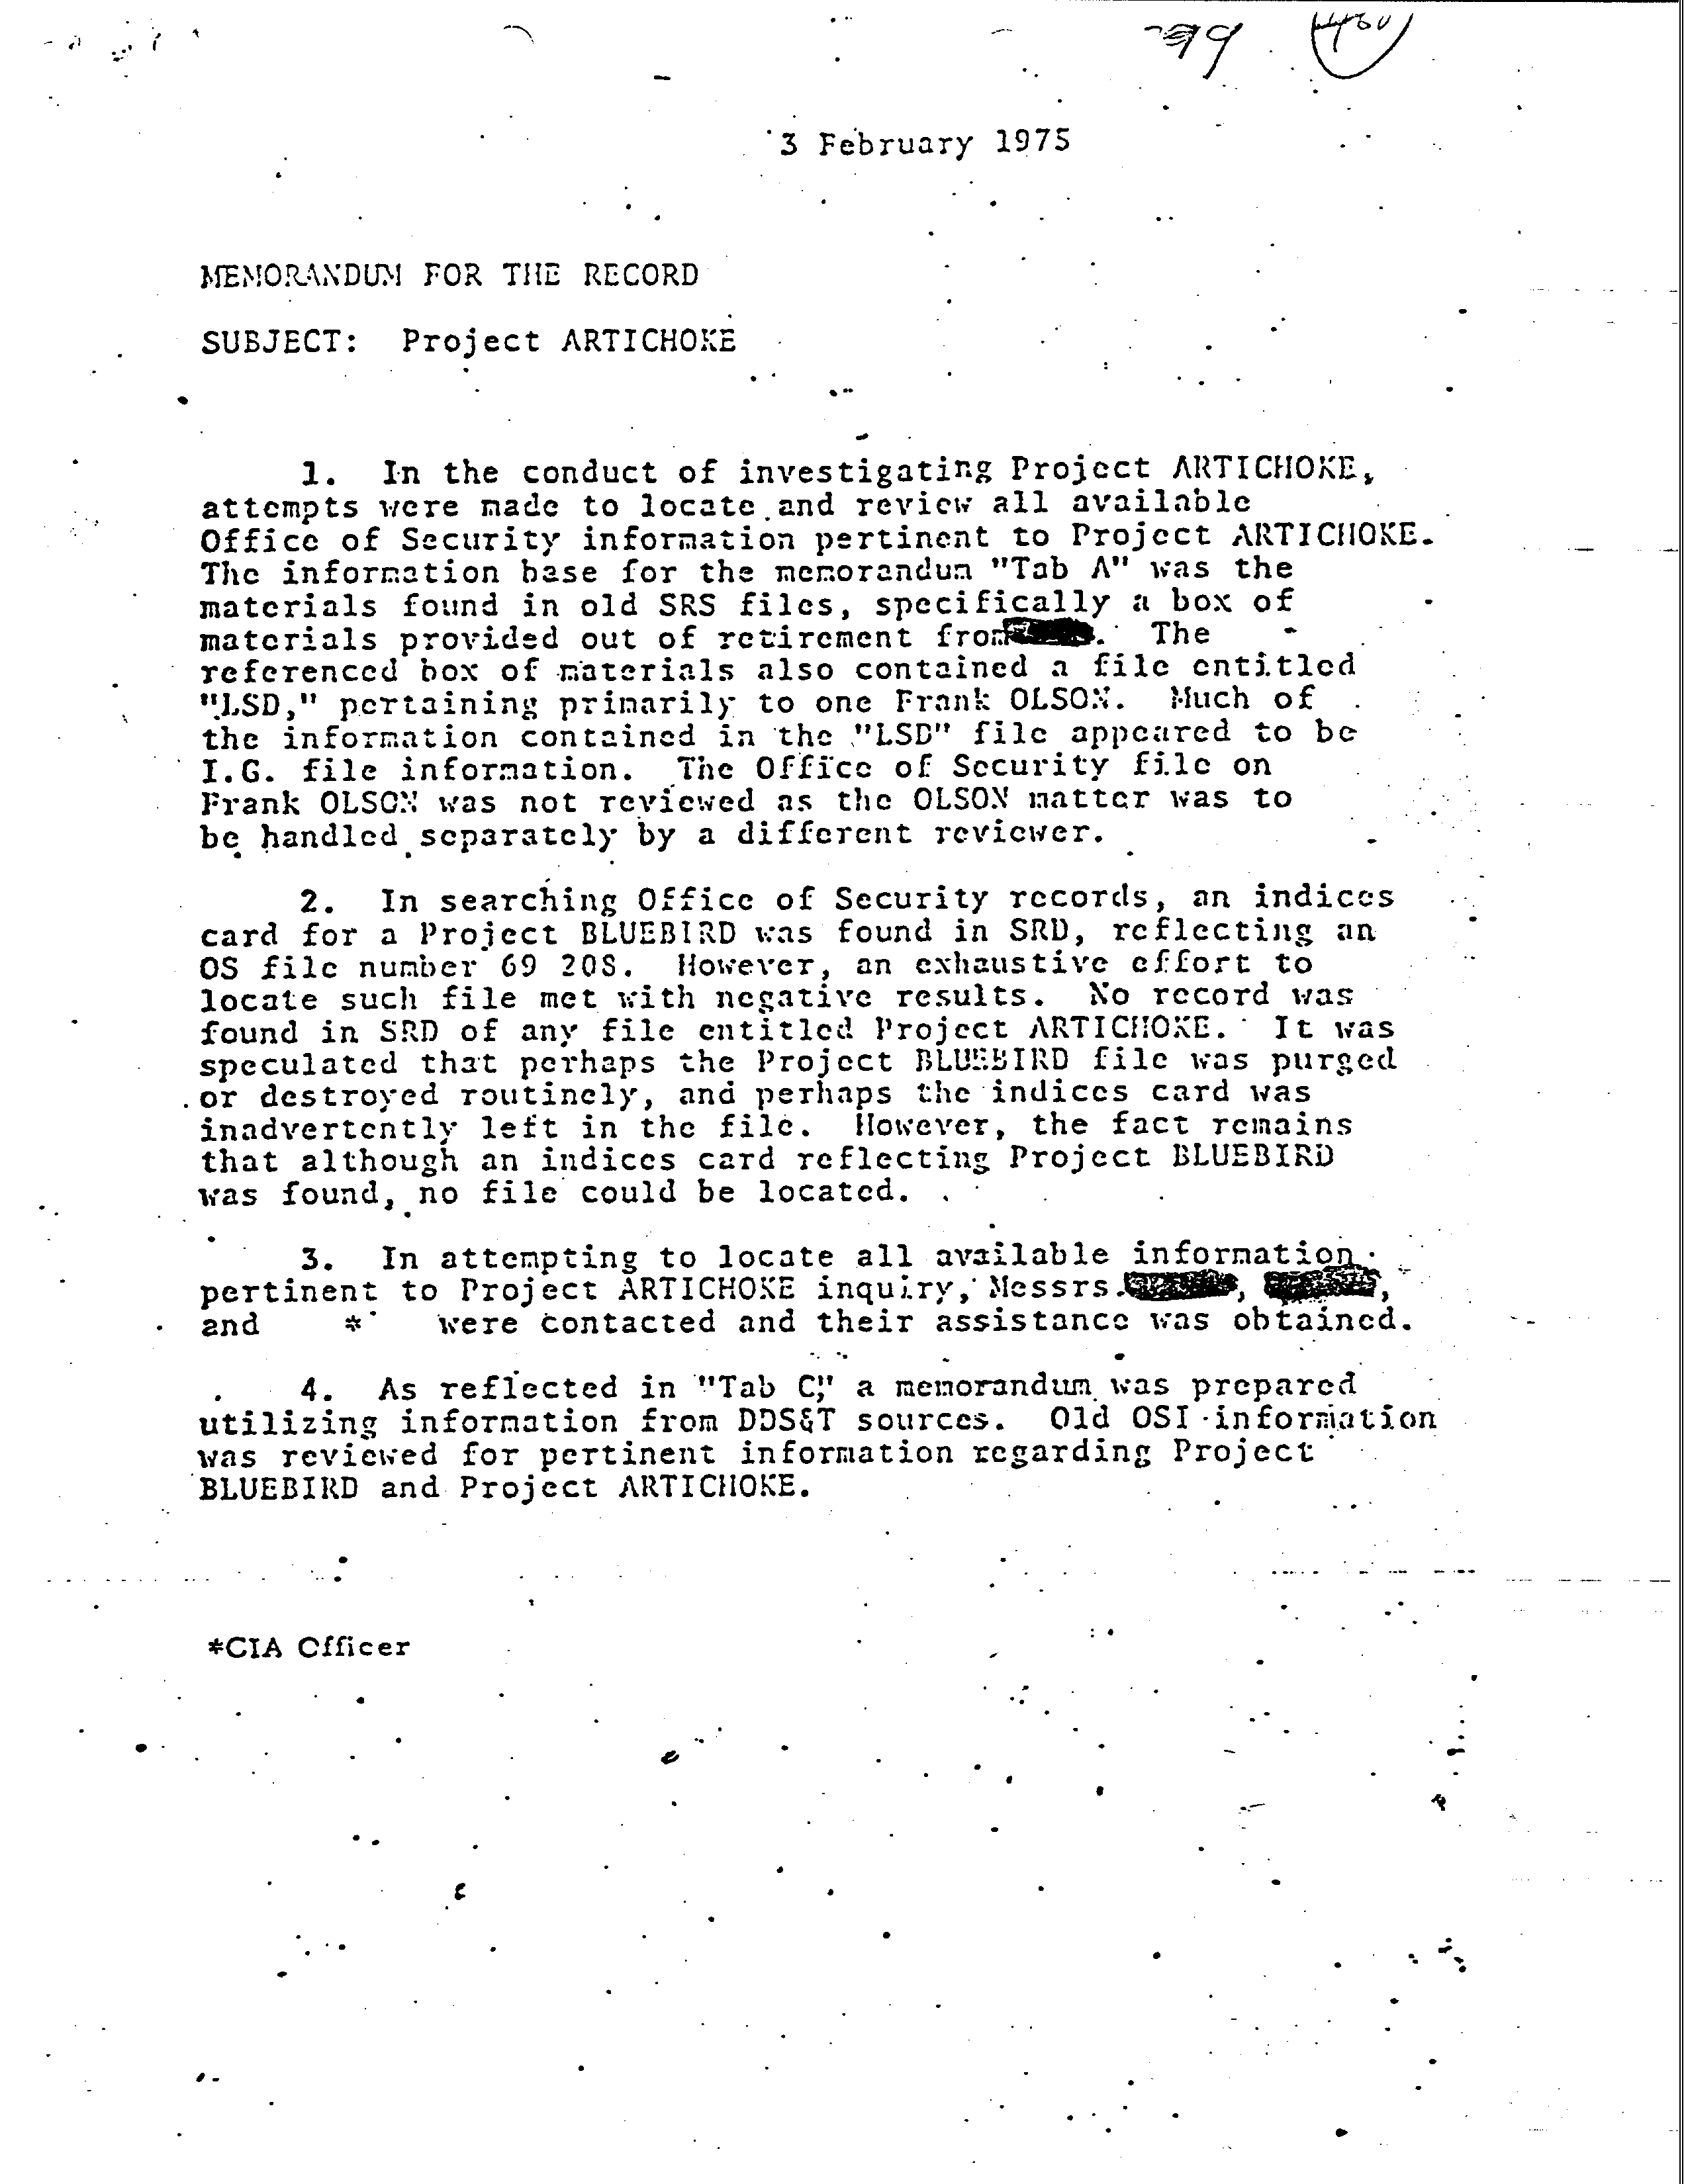 99 460
3 February 1975
MEMORANDUM FOR THE RECORD
SUBJECT: Project ARTICHOKE
1. In the conduct of investigating Project ARTICHOKE,
attempts were made to locate and review all available
Office of Security information pertinent to Project ARTICHOKE.
The information base for the memorandum "Tab A" was the
materials found in old SRS files, specifically a box of
materials provided out of retirement from . The
referenced box of materials also contained a file entitled
"LSD," pertaining primarily to one Frank OLSON. Much of
the information contained in the "LSD" file appeared to be
I.G. file information. The Office of Security file on
Frank OLSON was not reviewed as the OLSON matter was to
be handled separately by a different reviewer.
2. In searching Office of Security records, an indices
card for a Project BLUEBIRD was found in SRD, reflecting an
OS file number 69 208. However, an exhaustive effort to
locate such file met with negative results. No record was
found in SRD of any file entitled Project ARTICHOKE. It was
speculated that perhaps the Project BLUEBIRD file was purged
or destroyed routinely, and perhaps the indices card was
inadvertently left in the file. However, the fact remains
that although an indices card reflecting Project BLUEBIRD
was found, no file could be located.
3. In attempting to locate all available information
pertinent to Project ARTICHOKE inquiry, Messrs. , ,
and * were contacted and their assistance was obtained.
4. As reflected in "Tab C," a memorandum was prepared
utilizing information from DDS&T sources. Old OSI information
was reviewed for pertinent information regarding Project
BLUEBIRD and Project ARTICHOKE.
*CIA Officer